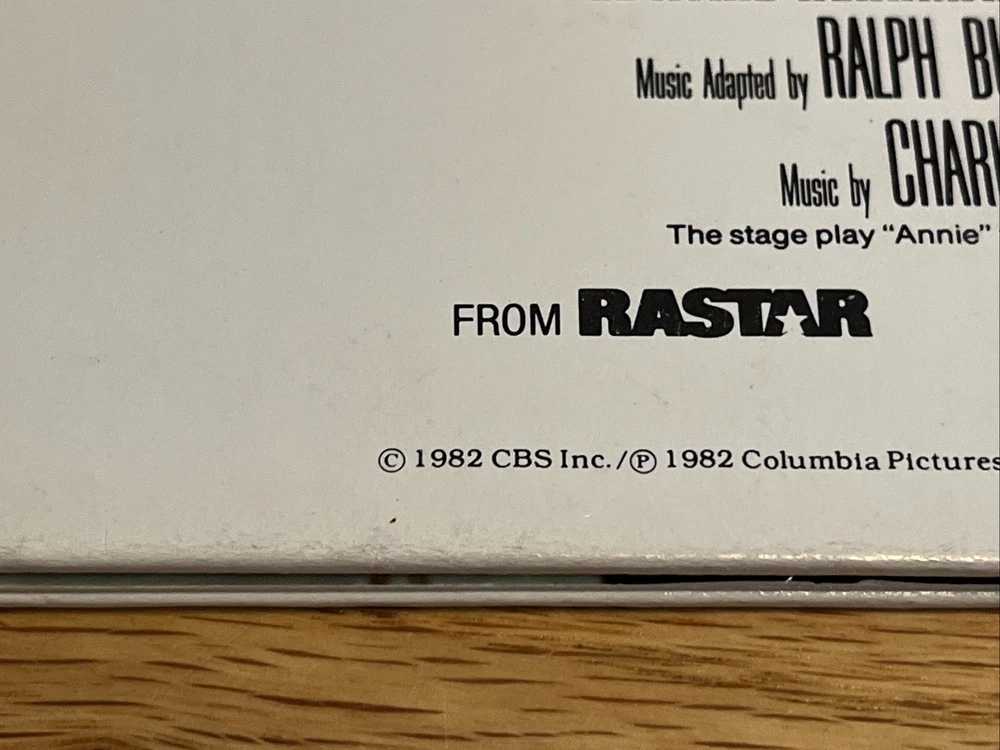 Music Adapted by RALPH
Music by
The stage play “Annie”
FROM RASTAR
© 1982 CBS Inc./℗ 1982 Columbia Pictures